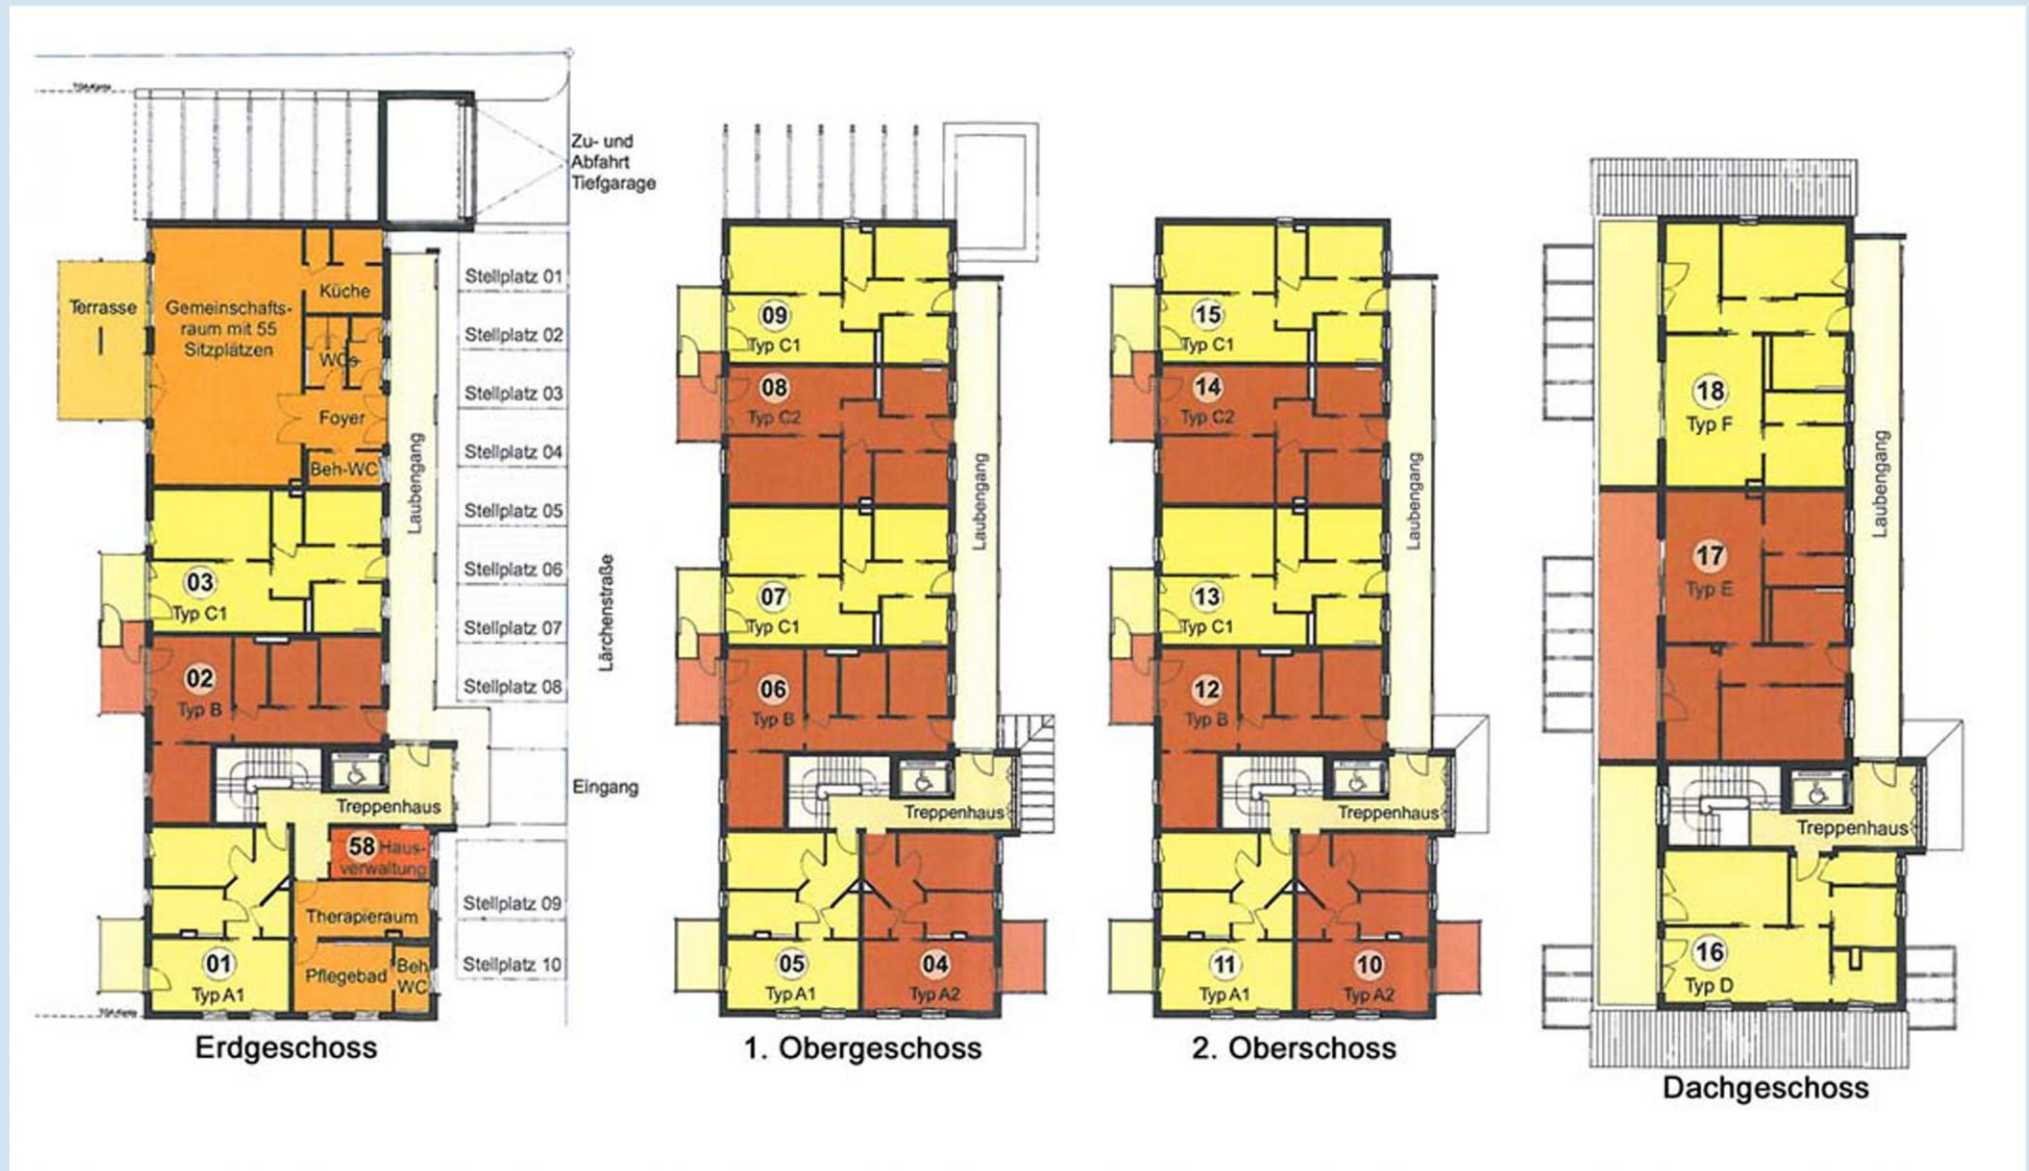 TGA-Kante
Zu- und
Abfahrt
Tiefgarage
Terrasse
Gemeinschafts-
raum mit 55
Sitzplätzen
Küche
WCs
Foyer
Beh-WC
Laubengang
Stellplatz 01
Stellplatz 02
Stellplatz 03
Stellplatz 04
Stellplatz 05
Stellplatz 06
Stellplatz 07
Stellplatz 08
Lärchenstraße
03
Typ C1
02
Typ B
Treppenhaus
Eingang
58 Haus-
verwaltung
Therapieraum
Pflegebad
Beh
WC
01
Typ A1
Stellplatz 09
Stellplatz 10
TGA-Kante
Erdgeschoss
09
Typ C1
08
Typ C2
07
Typ C1
06
Typ B
Laubengang
Treppenhaus
05
Typ A1
04
Typ A2
1. Obergeschoss
15
Typ C1
14
Typ C2
13
Typ C1
12
Typ B
Laubengang
Treppenhaus
11
Typ A1
10
Typ A2
2. Oberschoss
18
Typ F
17
Typ E
Laubengang
Treppenhaus
16
Typ D
Dachgeschoss